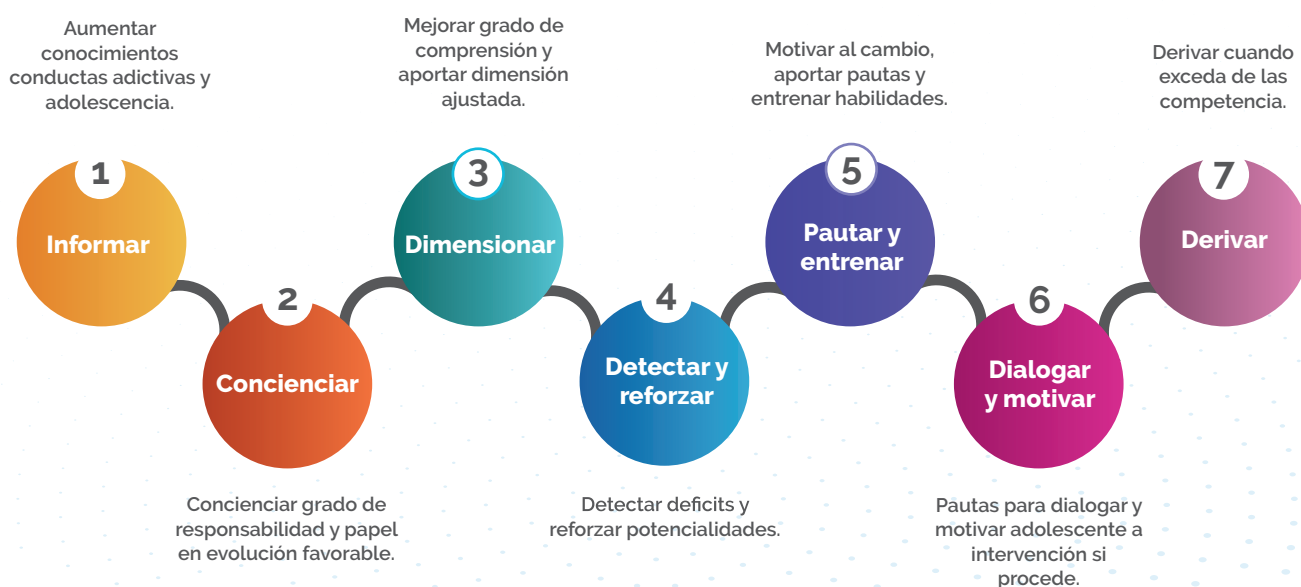 Aumentar
conocimientos
conductas adictivas y
adolescencia.
1
Informar
2
Concienciar
Concienciar grado de
responsabilidad y papel
en evolución favorable.
Mejorar grado de
comprensión y
aportar dimensión
ajustada.
3
Dimensionar
4
Detectar y
reforzar
Detectar deficits y
reforzar potencialidades.
Motivar al cambio,
aportar pautas y
entrenar habilidades.
5
Pautar y
entrenar
6
Dialogar
y motivar
Pautas para dialogar y
motivar adolescente a
intervención si
procede.
Derivar cuando
exceda de las
competencia.
7
Derivar